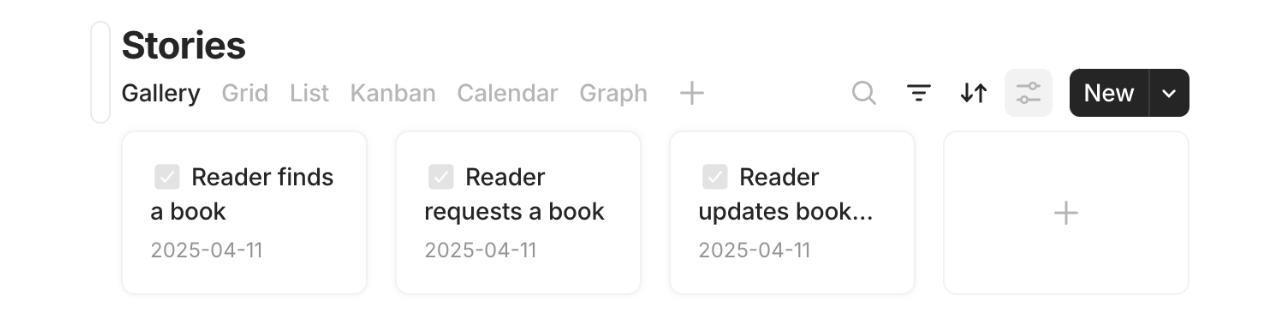 Stories
Gallery Grid List Kanban Calendar Graph New
Reader finds
a book
2025-04-11
Reader
requests a book
2025-04-11
Reader
updates book...
2025-04-11